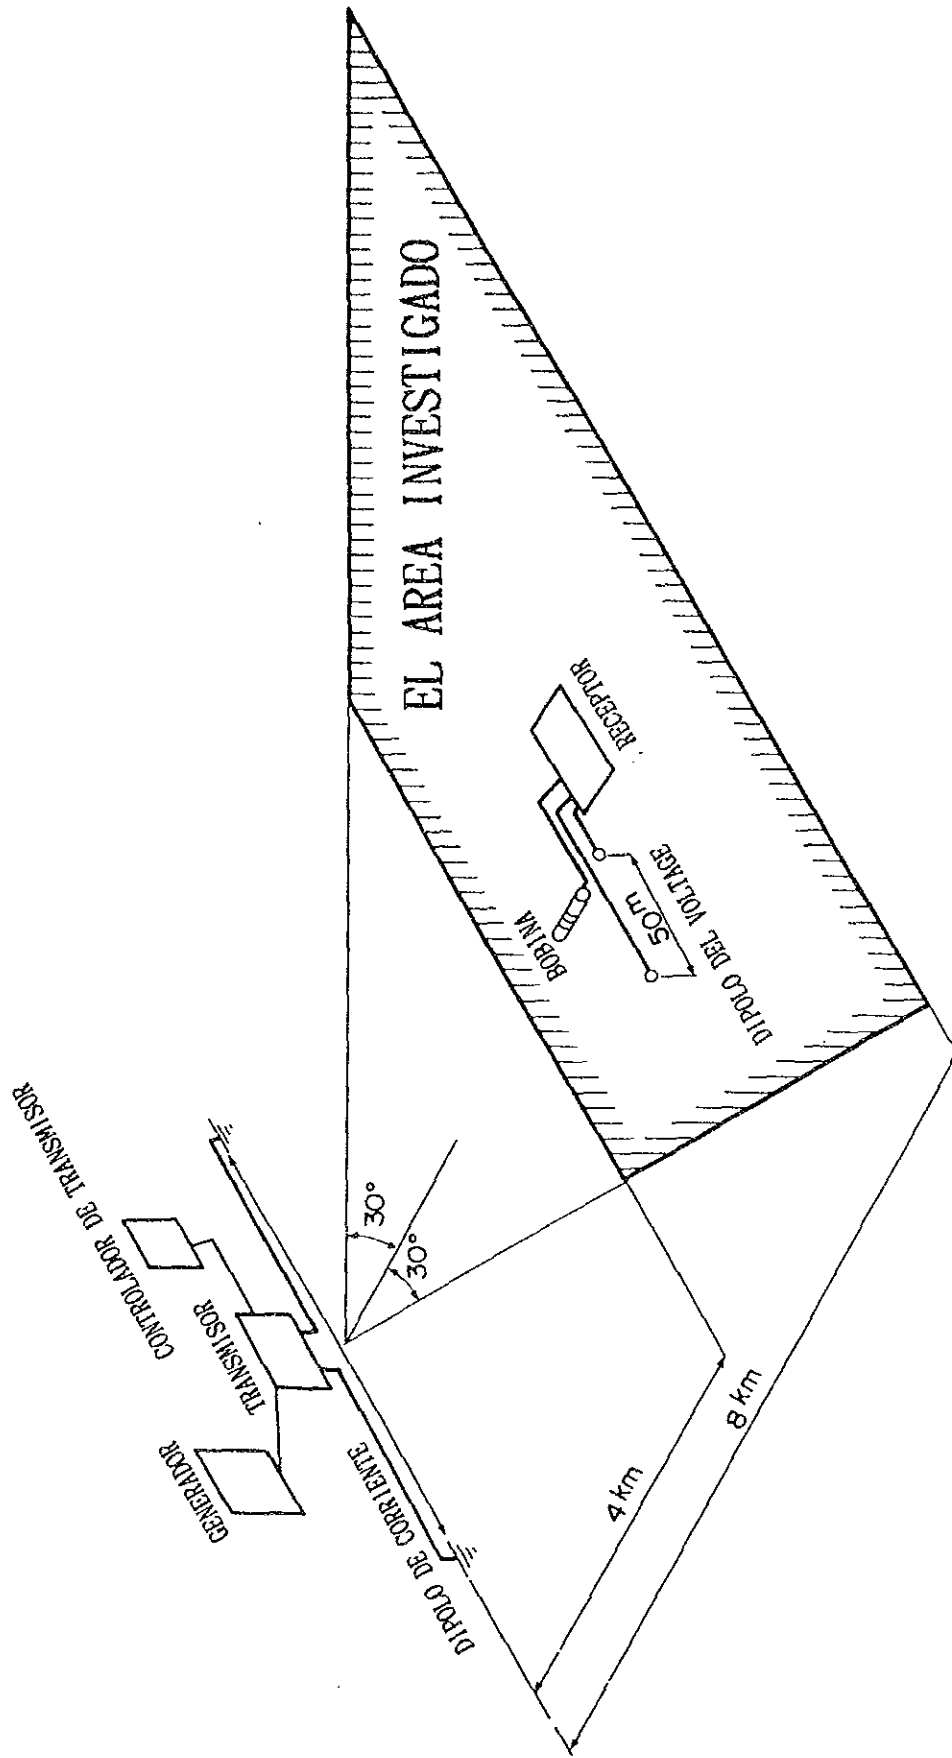 GENERADOR
TRANSMISOR
CONTROLADOR DE TRANSMISOR
DIPOLO DE CORRIENTE
30°
30°
EL AREA INVESTIGADO
BOBINA
RECEPTOR
50m
DIPOLO DEL VOLTAGE
4 km
8 km